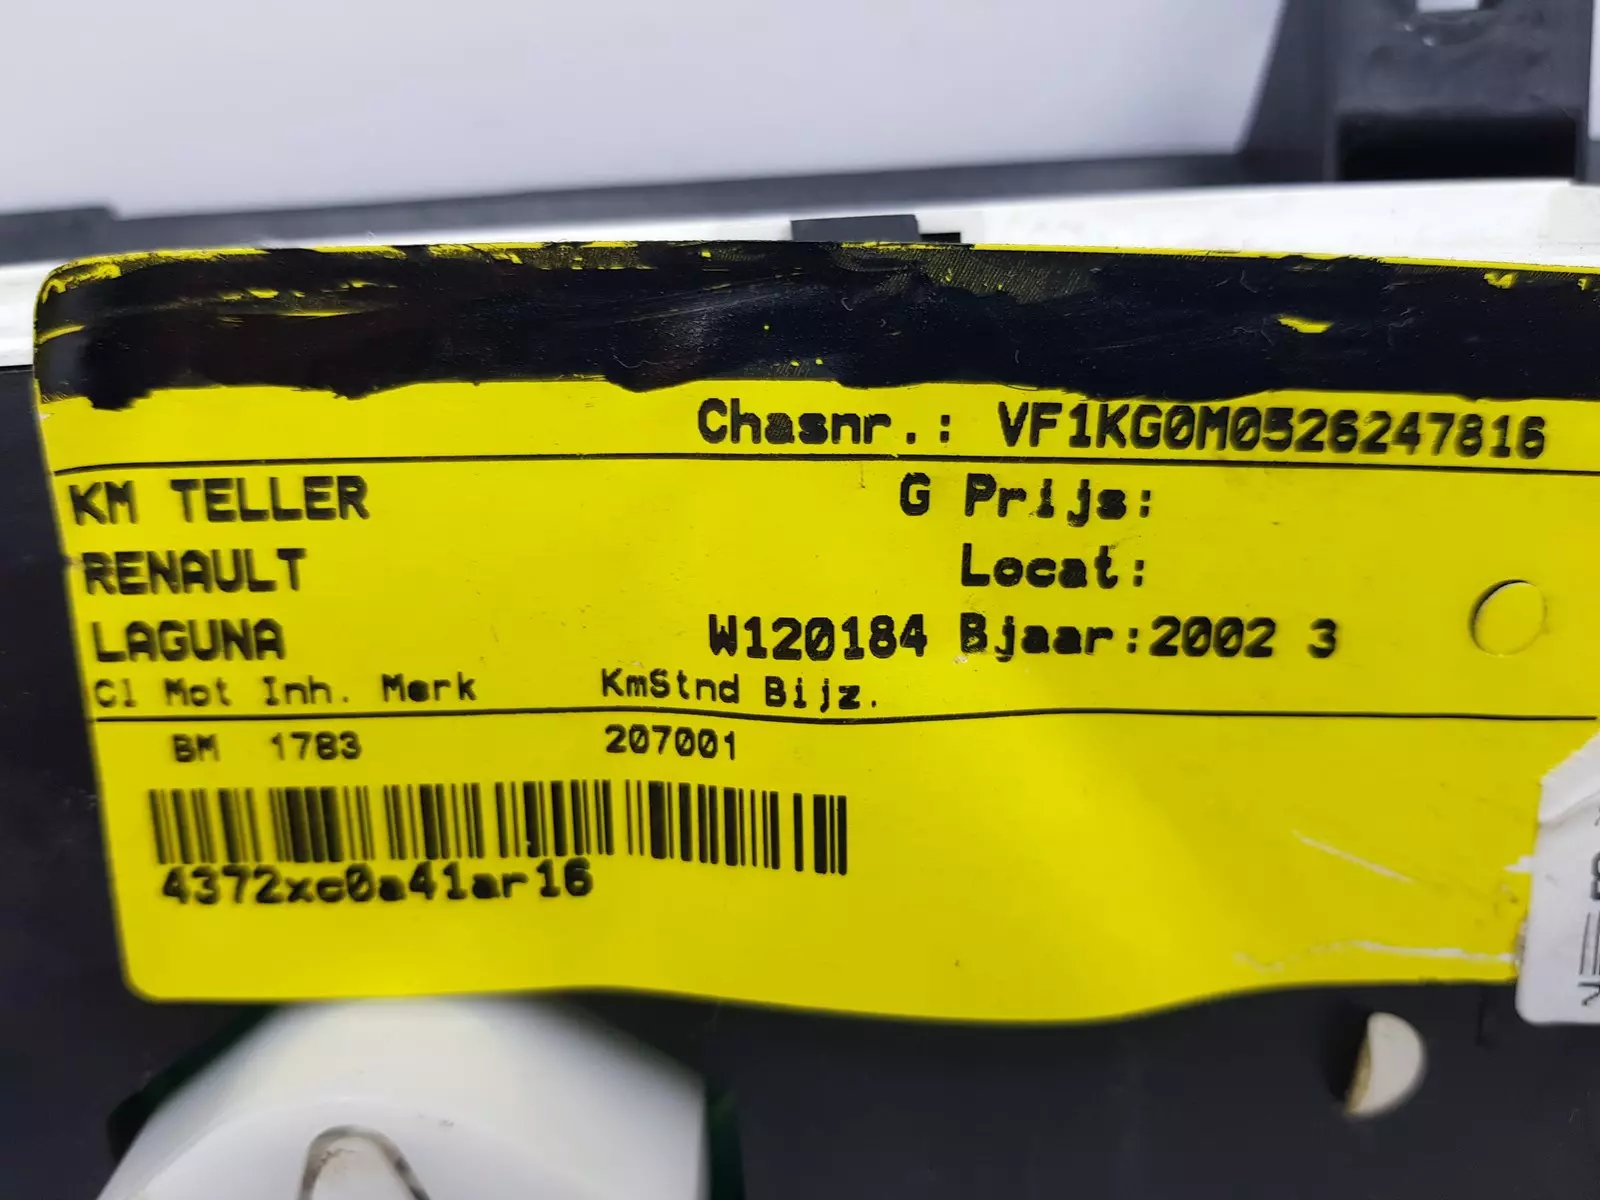 Chasnr.: VF1KG0M0526247816
KM TELLER G Prijs:
RENAULT Locat:
LAGUNA W120184 Bjaar:2002 3
Cl Mot Inh. Merk KmStnd Bijz.
BM 1783 207001
4372xc0a41ar16